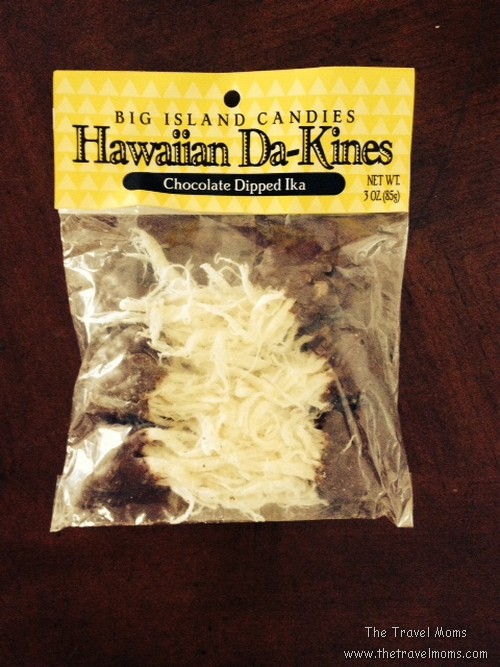 BIG ISLAND CANDIES
Hawaiian Da-Kines
Chocolate Dipped Ika
NET WT.
3 OZ. (85g)
The Travel Moms
www.thetravelmoms.com